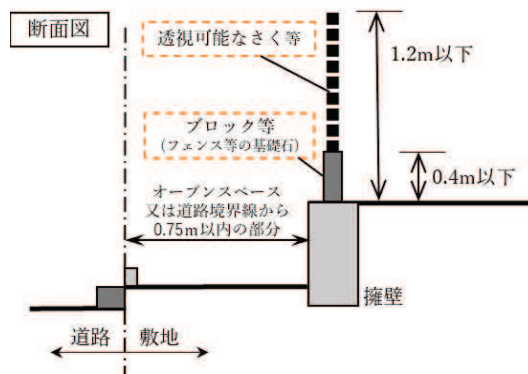 断面図
透視可能なさく等
1.2m以下
ブロック等
(フェンス等の基礎石)
0.4m以下
オープンスペース
又は道路境界線から
0.75m以内の部分
擁壁
道路
敷地